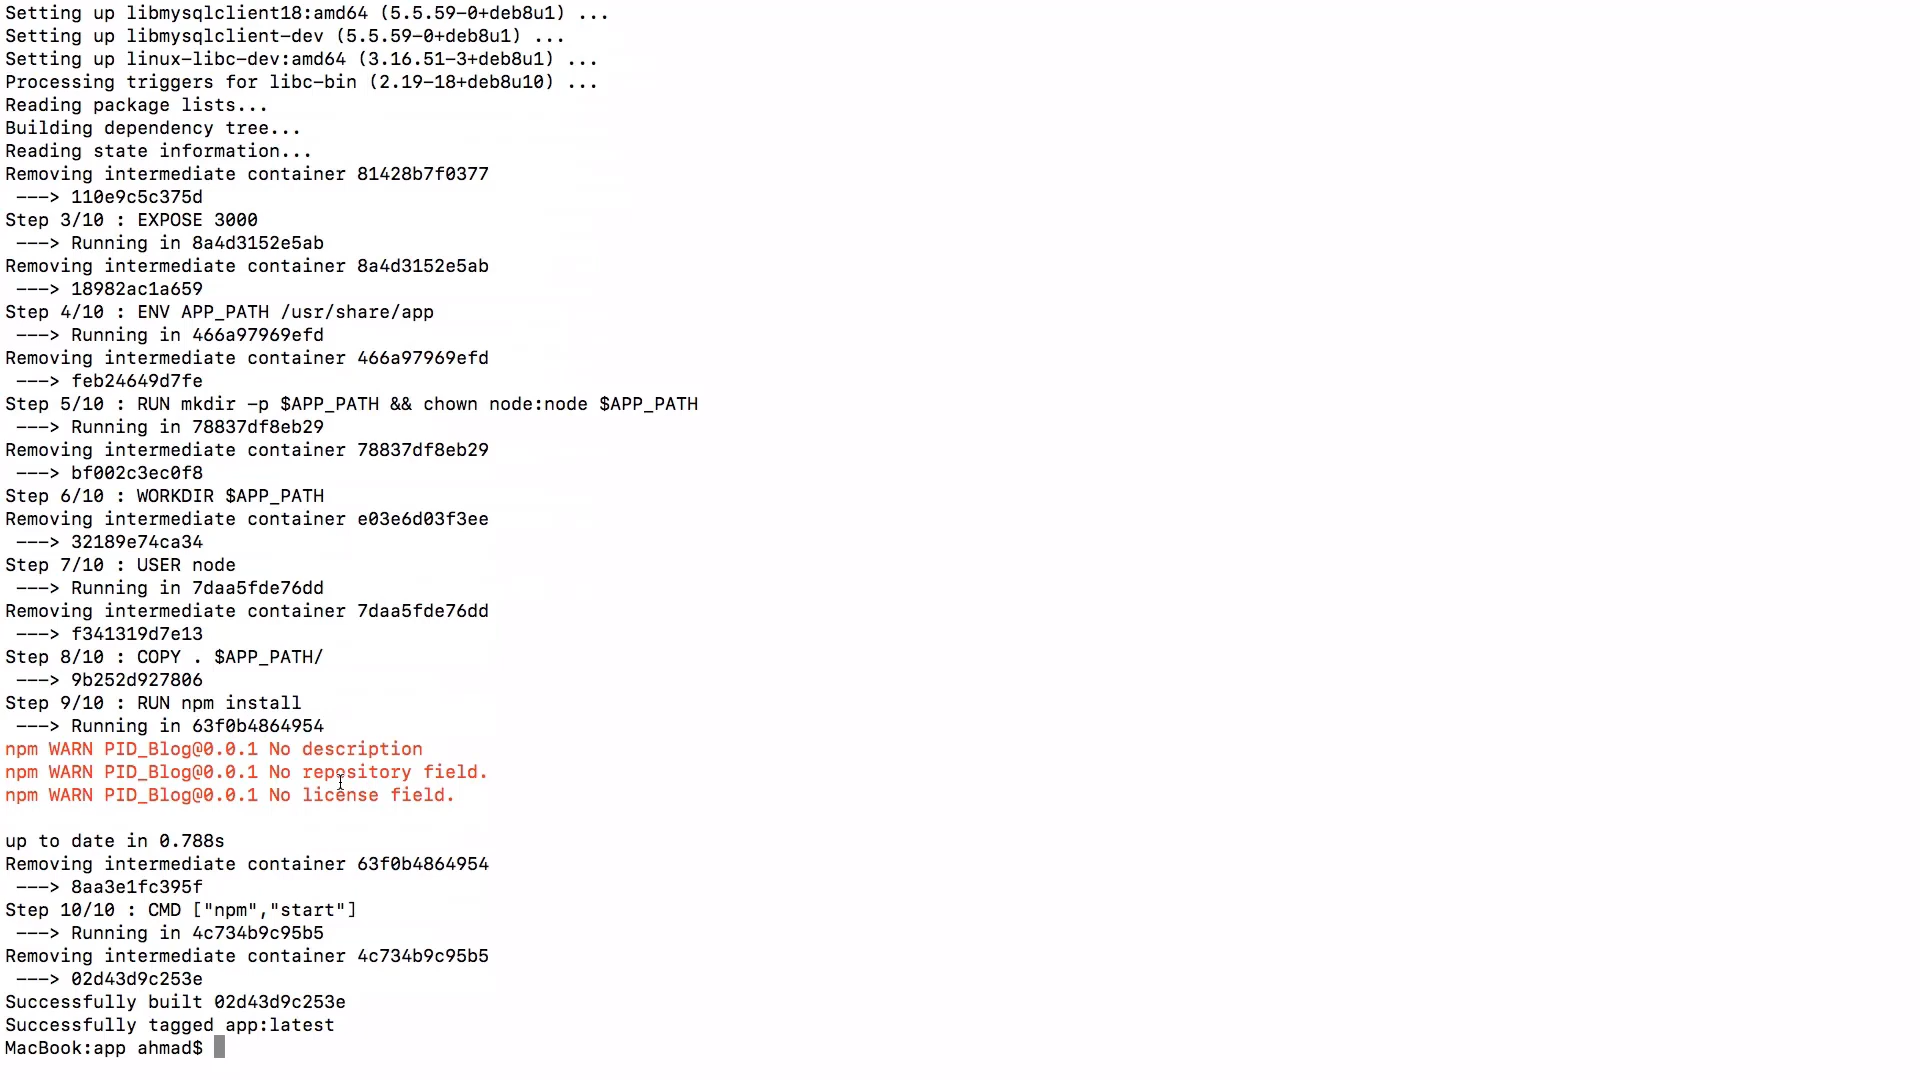 Setting up libmysqlclient18:amd64 (5.5.59-0+deb8u1) ...
Setting up libmysqlclient-dev (5.5.59-0+deb8u1) ...
Setting up linux-libc-dev:amd64 (3.16.51-3+deb8u1) ...
Processing triggers for libc-bin (2.19-18+deb8u10) ...
Reading package lists...
Building dependency tree...
Reading state information...
Removing intermediate container 81428b7f0377
 ---> 110e9c5c375d
Step 3/10 : EXPOSE 3000
 ---> Running in 8a4d3152e5ab
Removing intermediate container 8a4d3152e5ab
 ---> 18982ac1a659
Step 4/10 : ENV APP_PATH /usr/share/app
 ---> Running in 466a97969efd
Removing intermediate container 466a97969efd
 ---> feb24649d7fe
Step 5/10 : RUN mkdir -p $APP_PATH && chown node:node $APP_PATH
 ---> Running in 78837df8eb29
Removing intermediate container 78837df8eb29
 ---> bf002c3ec0f8
Step 6/10 : WORKDIR $APP_PATH
Removing intermediate container e03e6d03f3ee
 ---> 32189e74ca34
Step 7/10 : USER node
 ---> Running in 7daa5fde76dd
Removing intermediate container 7daa5fde76dd
 ---> f341319d7e13
Step 8/10 : COPY . $APP_PATH/
 ---> 9b252d927806
Step 9/10 : RUN npm install
 ---> Running in 63f0b4864954
npm WARN PID_Blog@0.0.1 No description
npm WARN PID_Blog@0.0.1 No repository field.
npm WARN PID_Blog@0.0.1 No license field.
up to date in 0.788s
Removing intermediate container 63f0b4864954
 ---> 8aa3e1fc395f
Step 10/10 : CMD ["npm","start"]
 ---> Running in 4c734b9c95b5
Removing intermediate container 4c734b9c95b5
 ---> 02d43d9c253e
Successfully built 02d43d9c253e
Successfully tagged app:latest
MacBook:app ahmad$